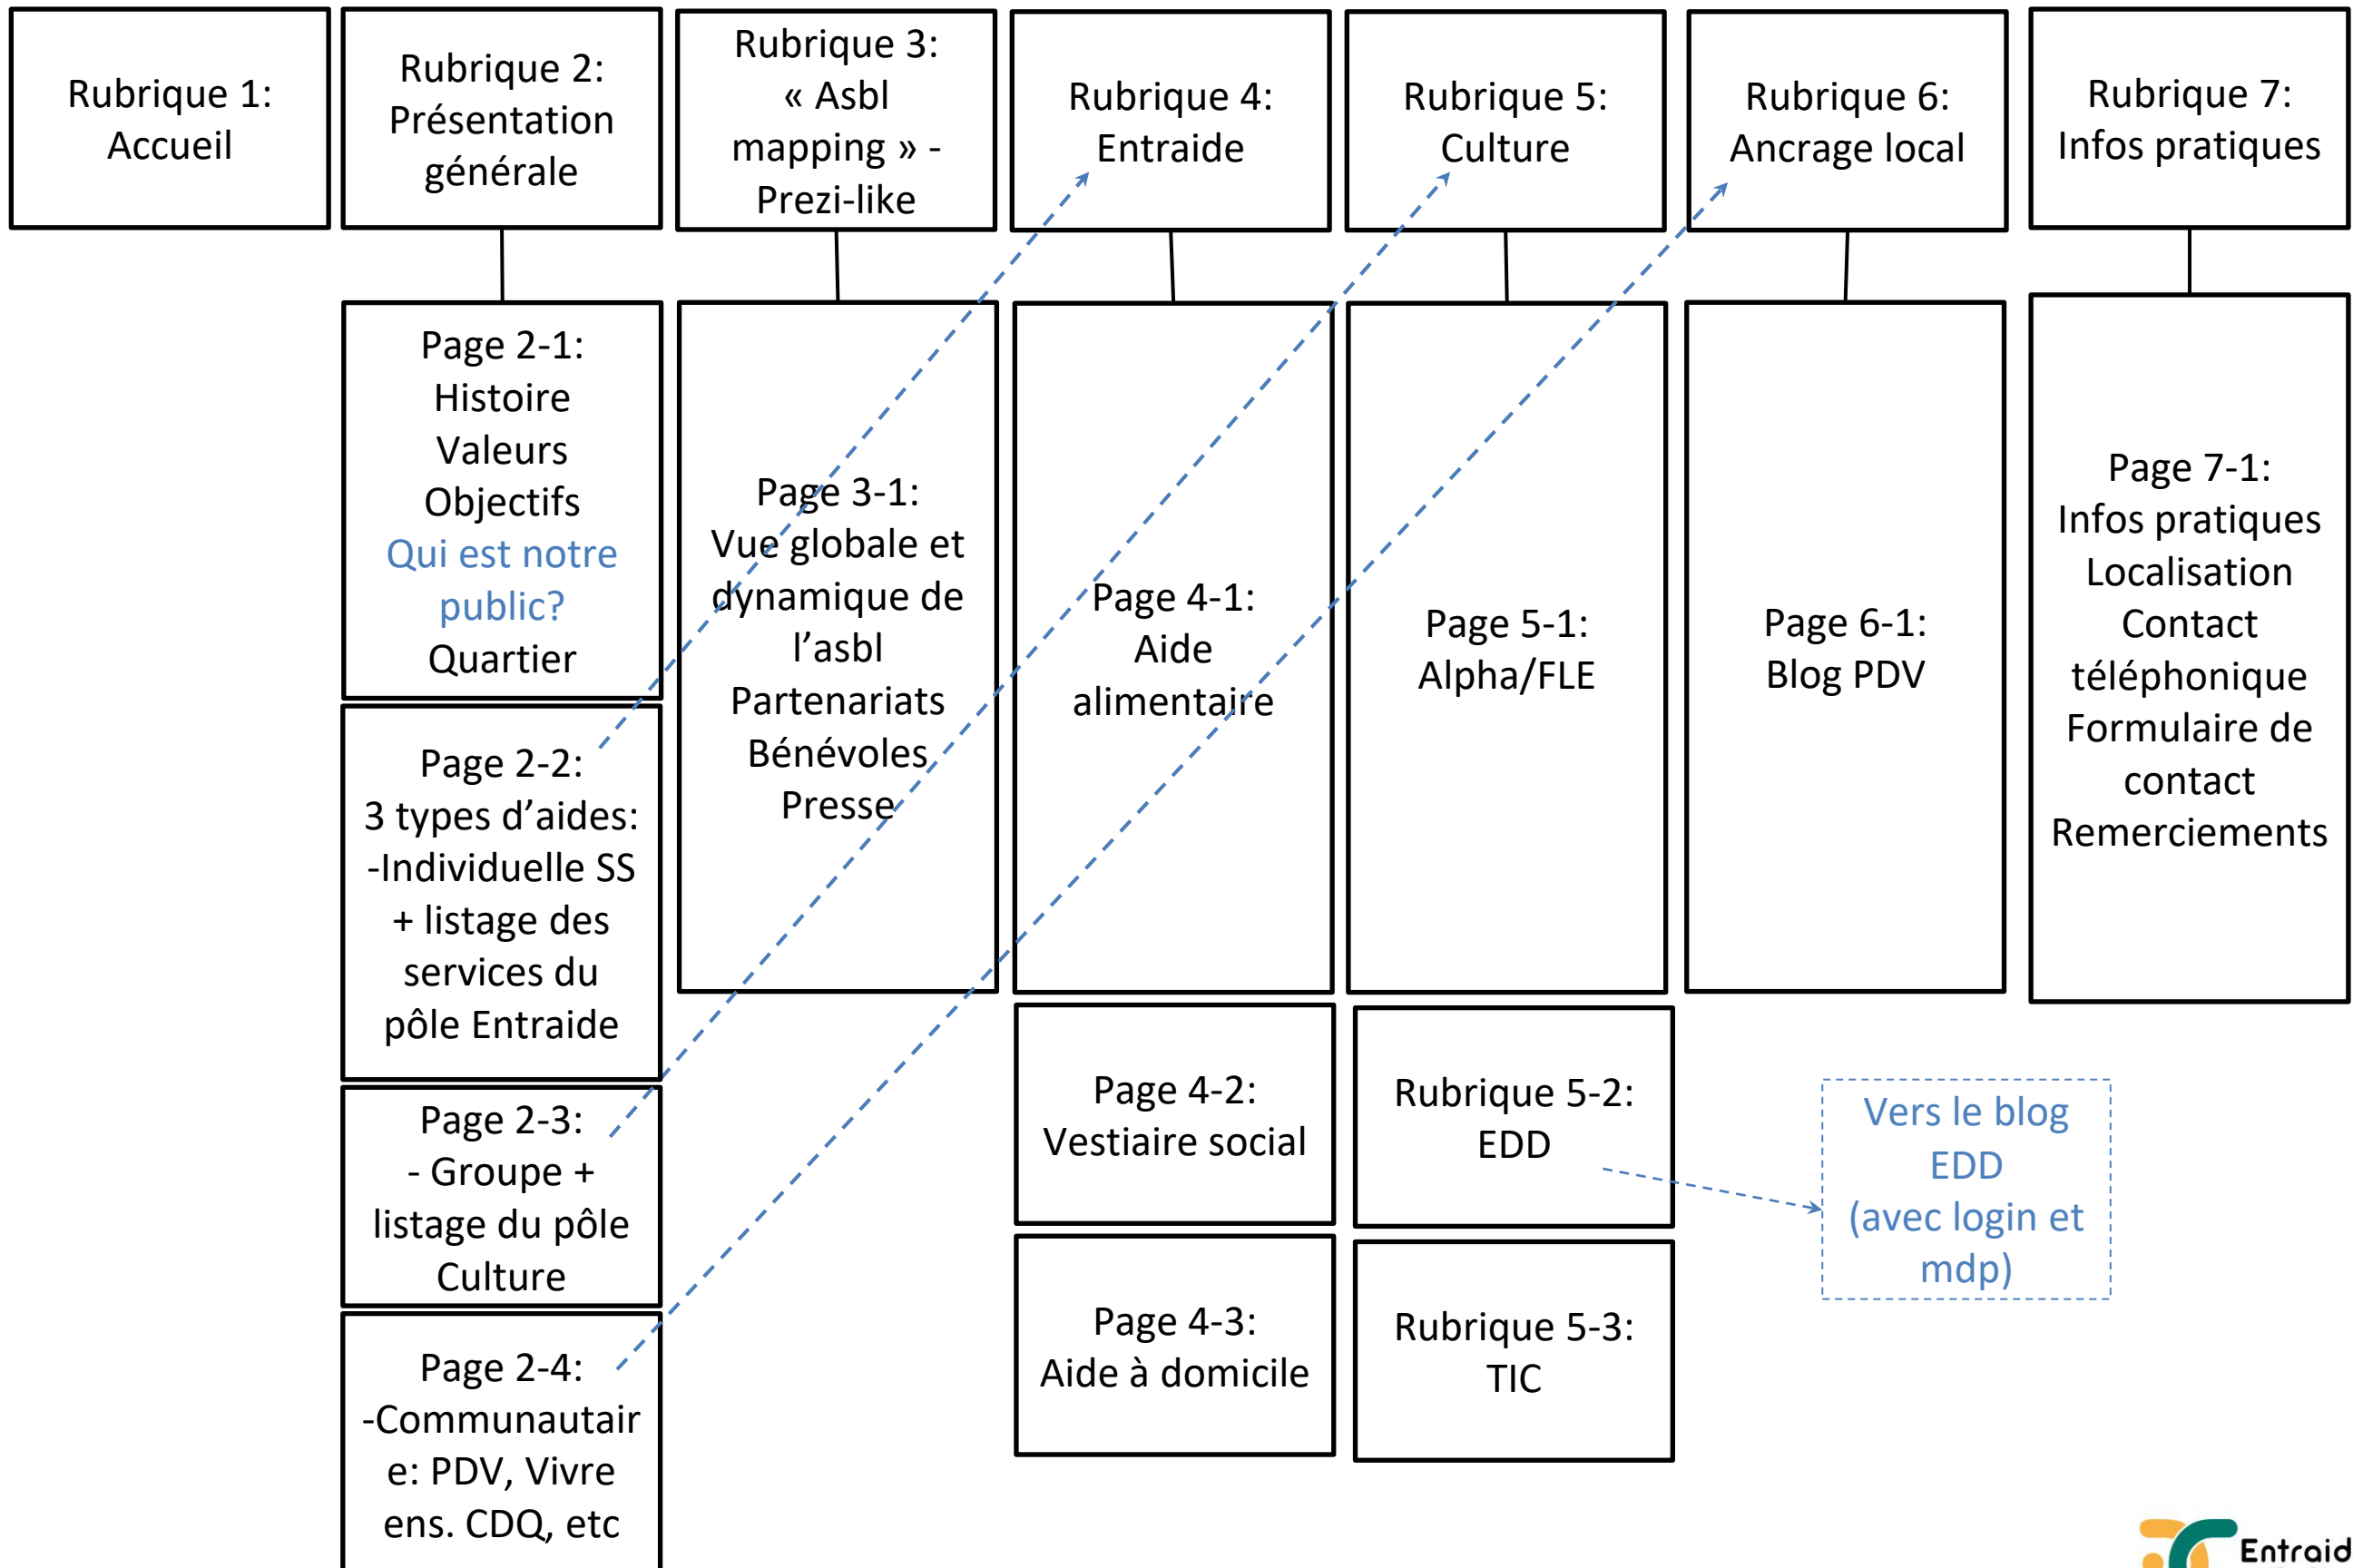 Rubrique 1:
Accueil
Rubrique 2:
Présentation
générale
Rubrique 3:
« Asbl
mapping » -
Prezi-like
Rubrique 4:
Entraide
Rubrique 5:
Culture
Rubrique 6:
Ancrage local
Rubrique 7:
Infos pratiques
Page 2-1:
Histoire
Valeurs
Objectifs
Qui est notre
public?
Quartier
Page 2-2:
3 types d’aides:
-Individuelle SS
+ listage des
services du
pôle Entraide
Page 2-3:
- Groupe +
listage du pôle
Culture
Page 2-4:
-Communautair
e: PDV, Vivre
ens. CDQ, etc
Page 3-1:
Vue globale et
dynamique de
l’asbl
Partenariats
Bénévoles
Presse
Page 4-1:
Aide
alimentaire
Page 4-2:
Vestiaire social
Page 4-3:
Aide à domicile
Page 5-1:
Alpha/FLE
Rubrique 5-2:
EDD
Rubrique 5-3:
TIC
Page 6-1:
Blog PDV
Vers le blog
EDD
(avec login et
mdp)
Page 7-1:
Infos pratiques
Localisation
Contact
téléphonique
Formulaire de
contact
Remerciements
Entraid